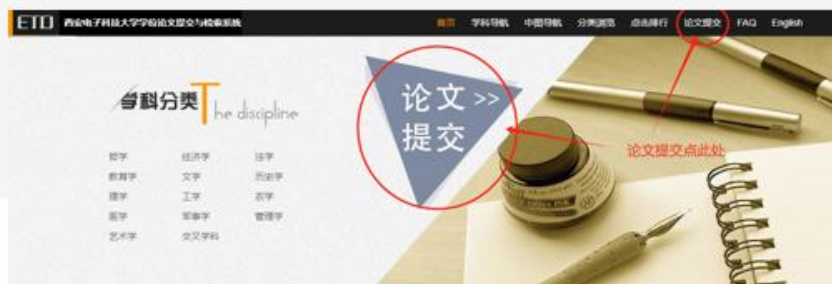 ETD 西安电子科技大学学位论文提交与检索系统
首页 学科导航 中图导航 分类浏览 点击排行 论文提交 FAQ English
学科分类 The discipline
论文 >>
提交
论文提交点此处
哲学 经济学 法学
教育学 文学 历史学
理学 工学 农学
医学 军事学 管理学
艺术学 交叉学科